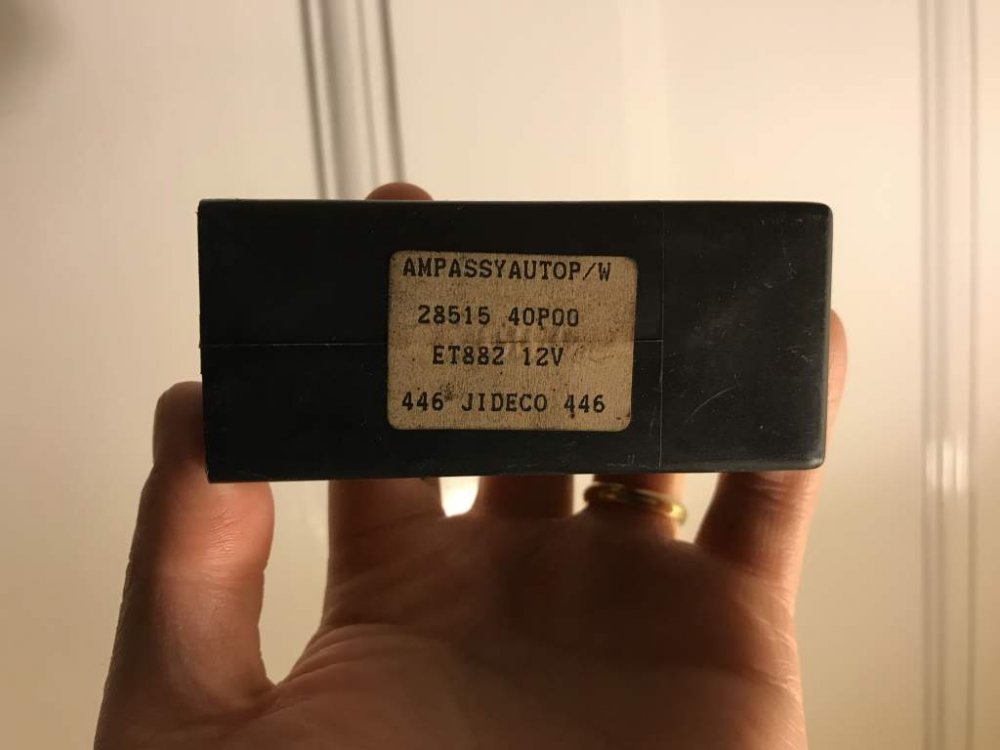 AMPASSYAUTOP/W
28515 40P00
ET882 12V
446 JIDECO 446